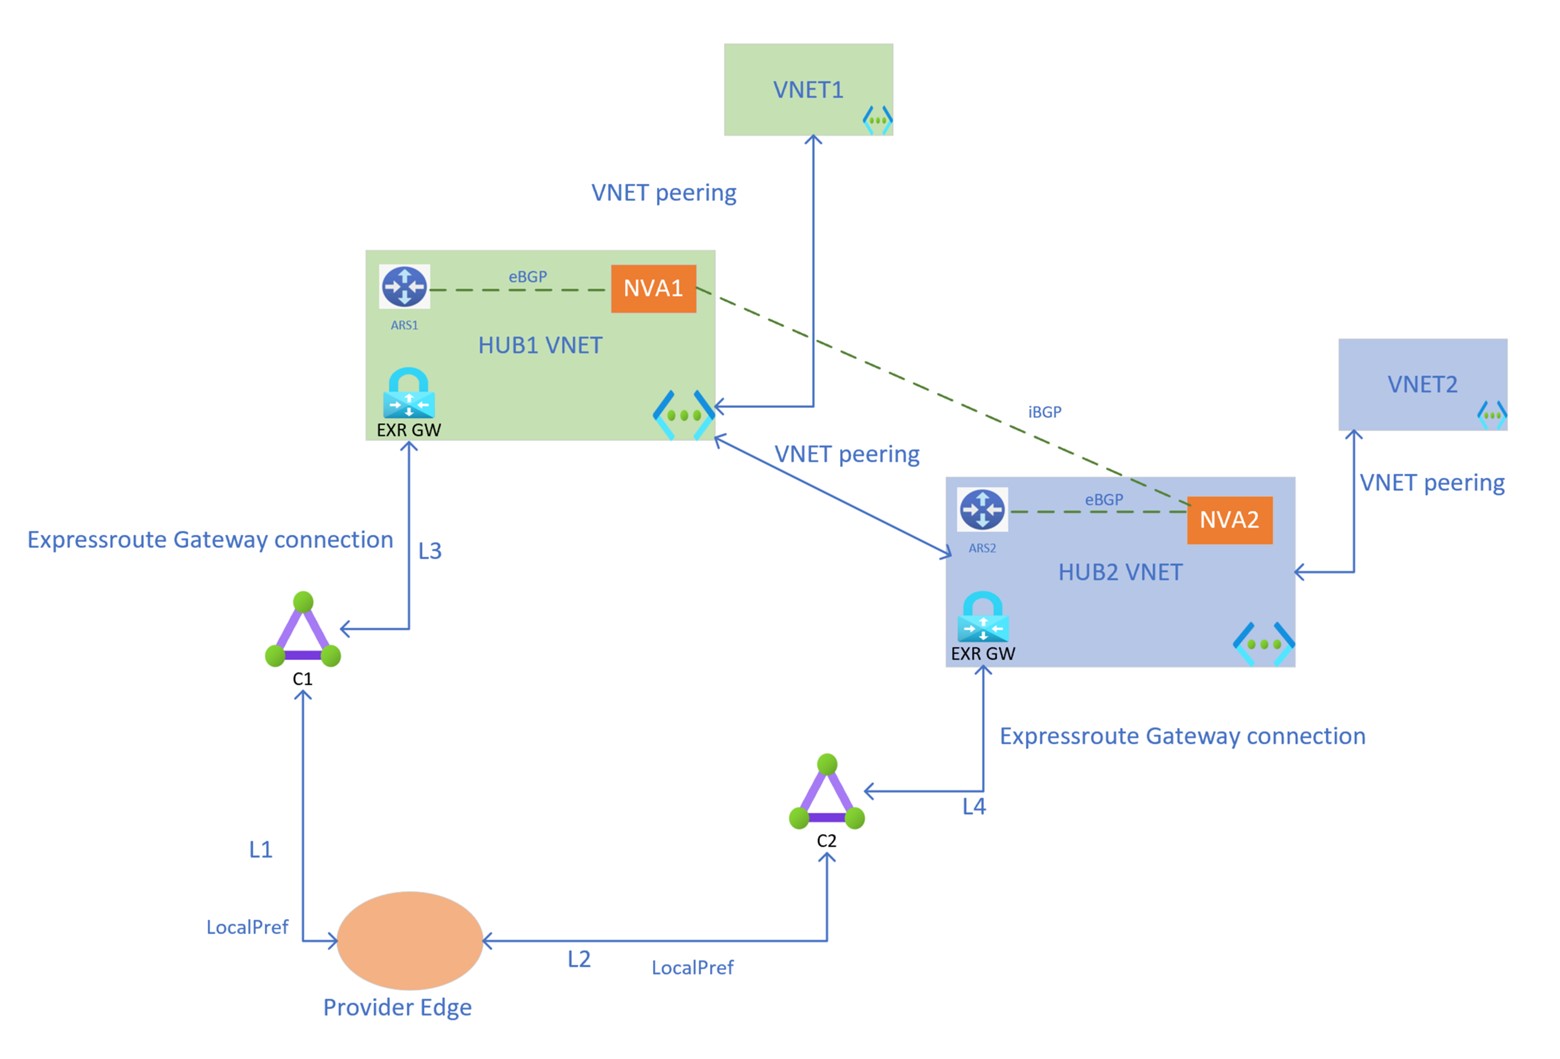 VNET1
VNET peering
eBGP
NVA1
ARS1
HUB1 VNET
EXR GW
VNET2
iBGP
VNET peering
VNET peering
eBGP
NVA2
ARS2
HUB2 VNET
EXR GW
Expressroute Gateway connection
L3
C1
Expressroute Gateway connection
L4
C2
L1
LocalPref
L2
LocalPref
Provider Edge